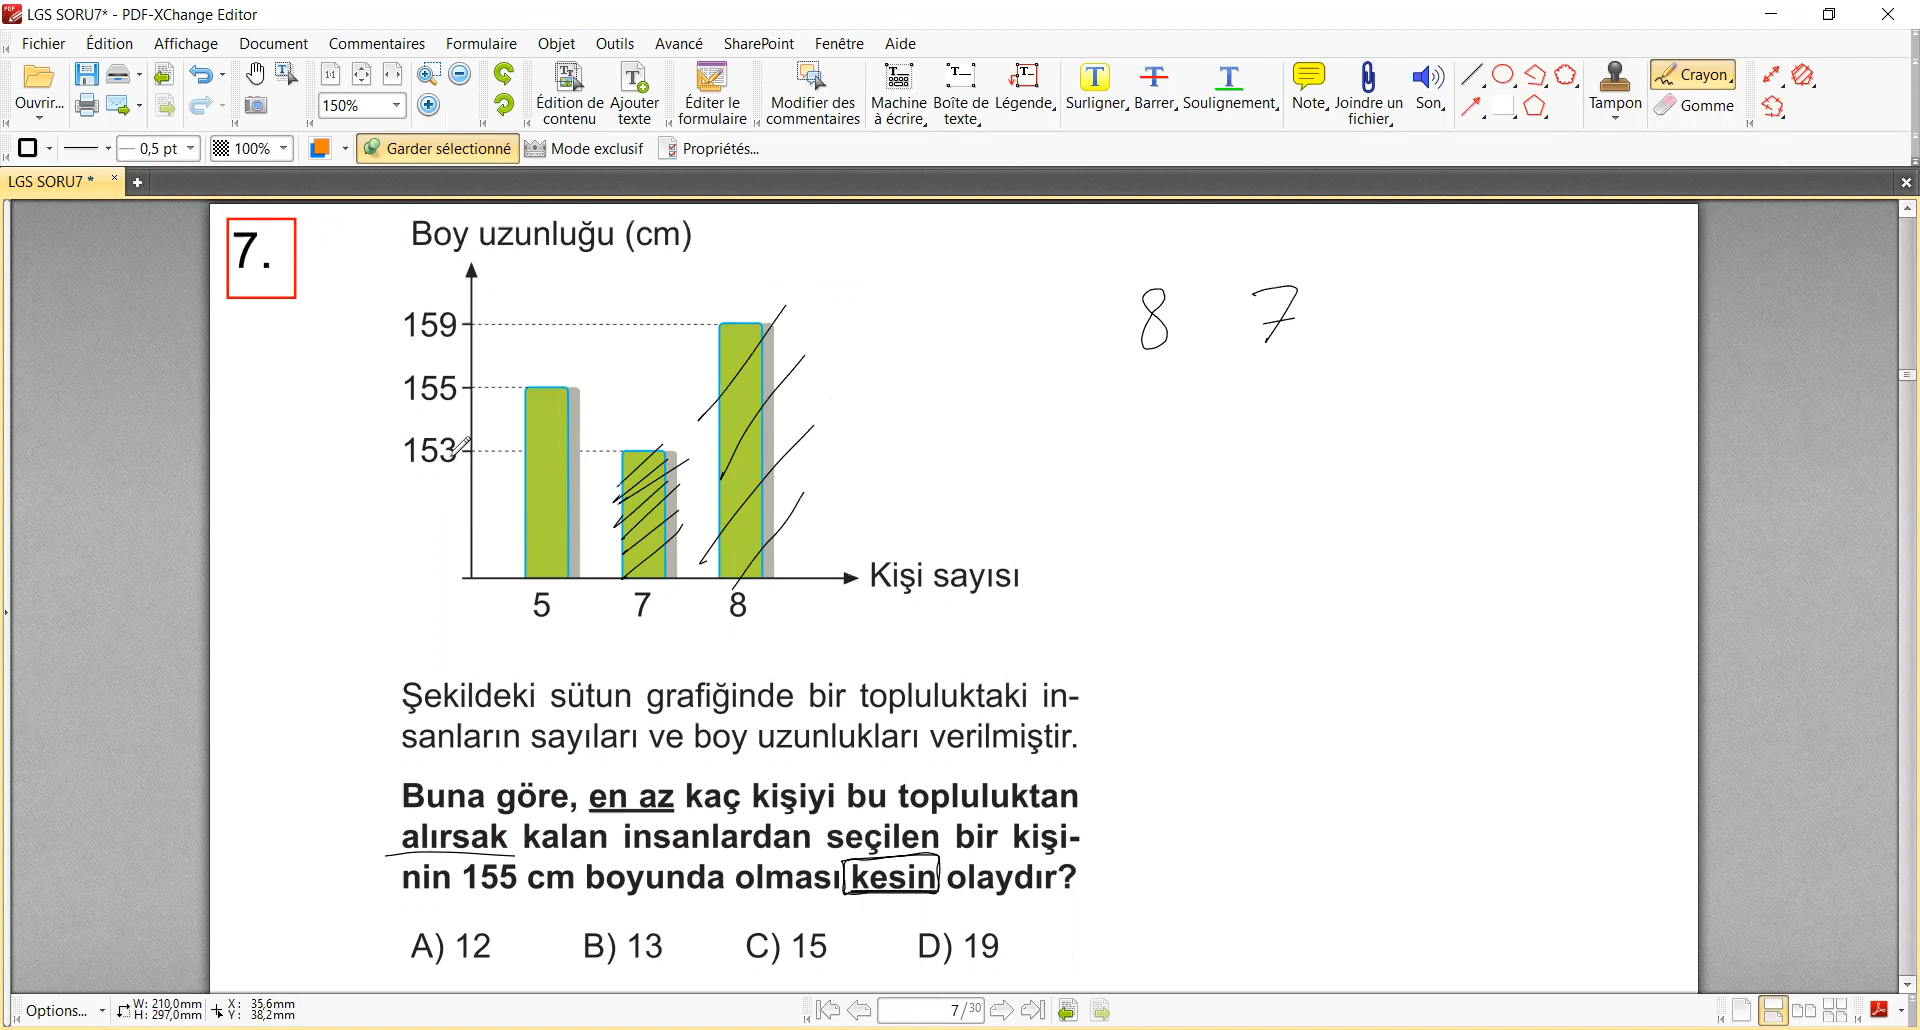 LGS SORU7* - PDF-XChange Editor
Fichier Édition Affichage Document Commentaires Formulaire Objet Outils Avancé SharePoint Fenêtre Aide
Ouvrir... 150% Édition de contenu Ajouter texte Éditer le formulaire Modifier des commentaires Machine à écrire Boîte de texte Légende Surligner Barrer Soulignement Note Joindre un fichier Son Tampon Crayon Gomme
0,5 pt 100% Garder sélectionné Mode exclusif Propriétés...
LGS SORU7 *
7.
Boy uzunluğu (cm)
159
155
153
8 7
Kişi sayısı
5 7 8
Şekildeki sütun grafiğinde bir topluluktaki in-
sanların sayıları ve boy uzunlukları verilmiştir.
Buna göre, en az kaç kişiyi bu topluluktan
alırsak kalan insanlardan seçilen bir kişi-
nin 155 cm boyunda olması kesin olaydır?
A) 12 B) 13 C) 15 D) 19
Options... W: 210,0mm X: 35,6mm 7/30
H: 297,0mm Y: 38,2mm